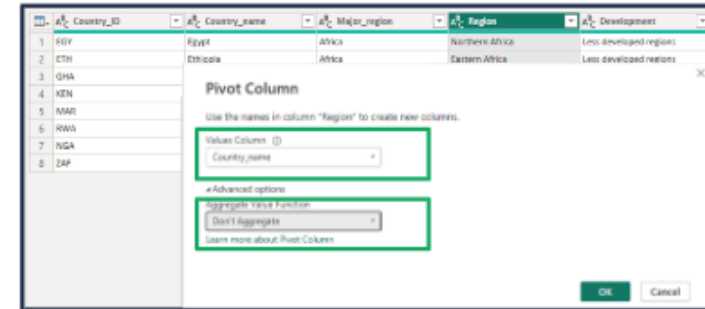 Country_ID Country_name Major_region Region Development
1 EGY Egypt Africa Northern Africa Less developed regions
2 ETH Ethiopia Africa Eastern Africa Less developed regions
3 GHA
4 KEN
5 MAR
6 RWA
7 NGA
8 ZAF
Pivot Column
Use the names in column "Region" to create new columns.
Values Column
Country_name
Advanced options
Aggregate Value Function
Don't Aggregate
Learn more about Pivot Column
OK Cancel